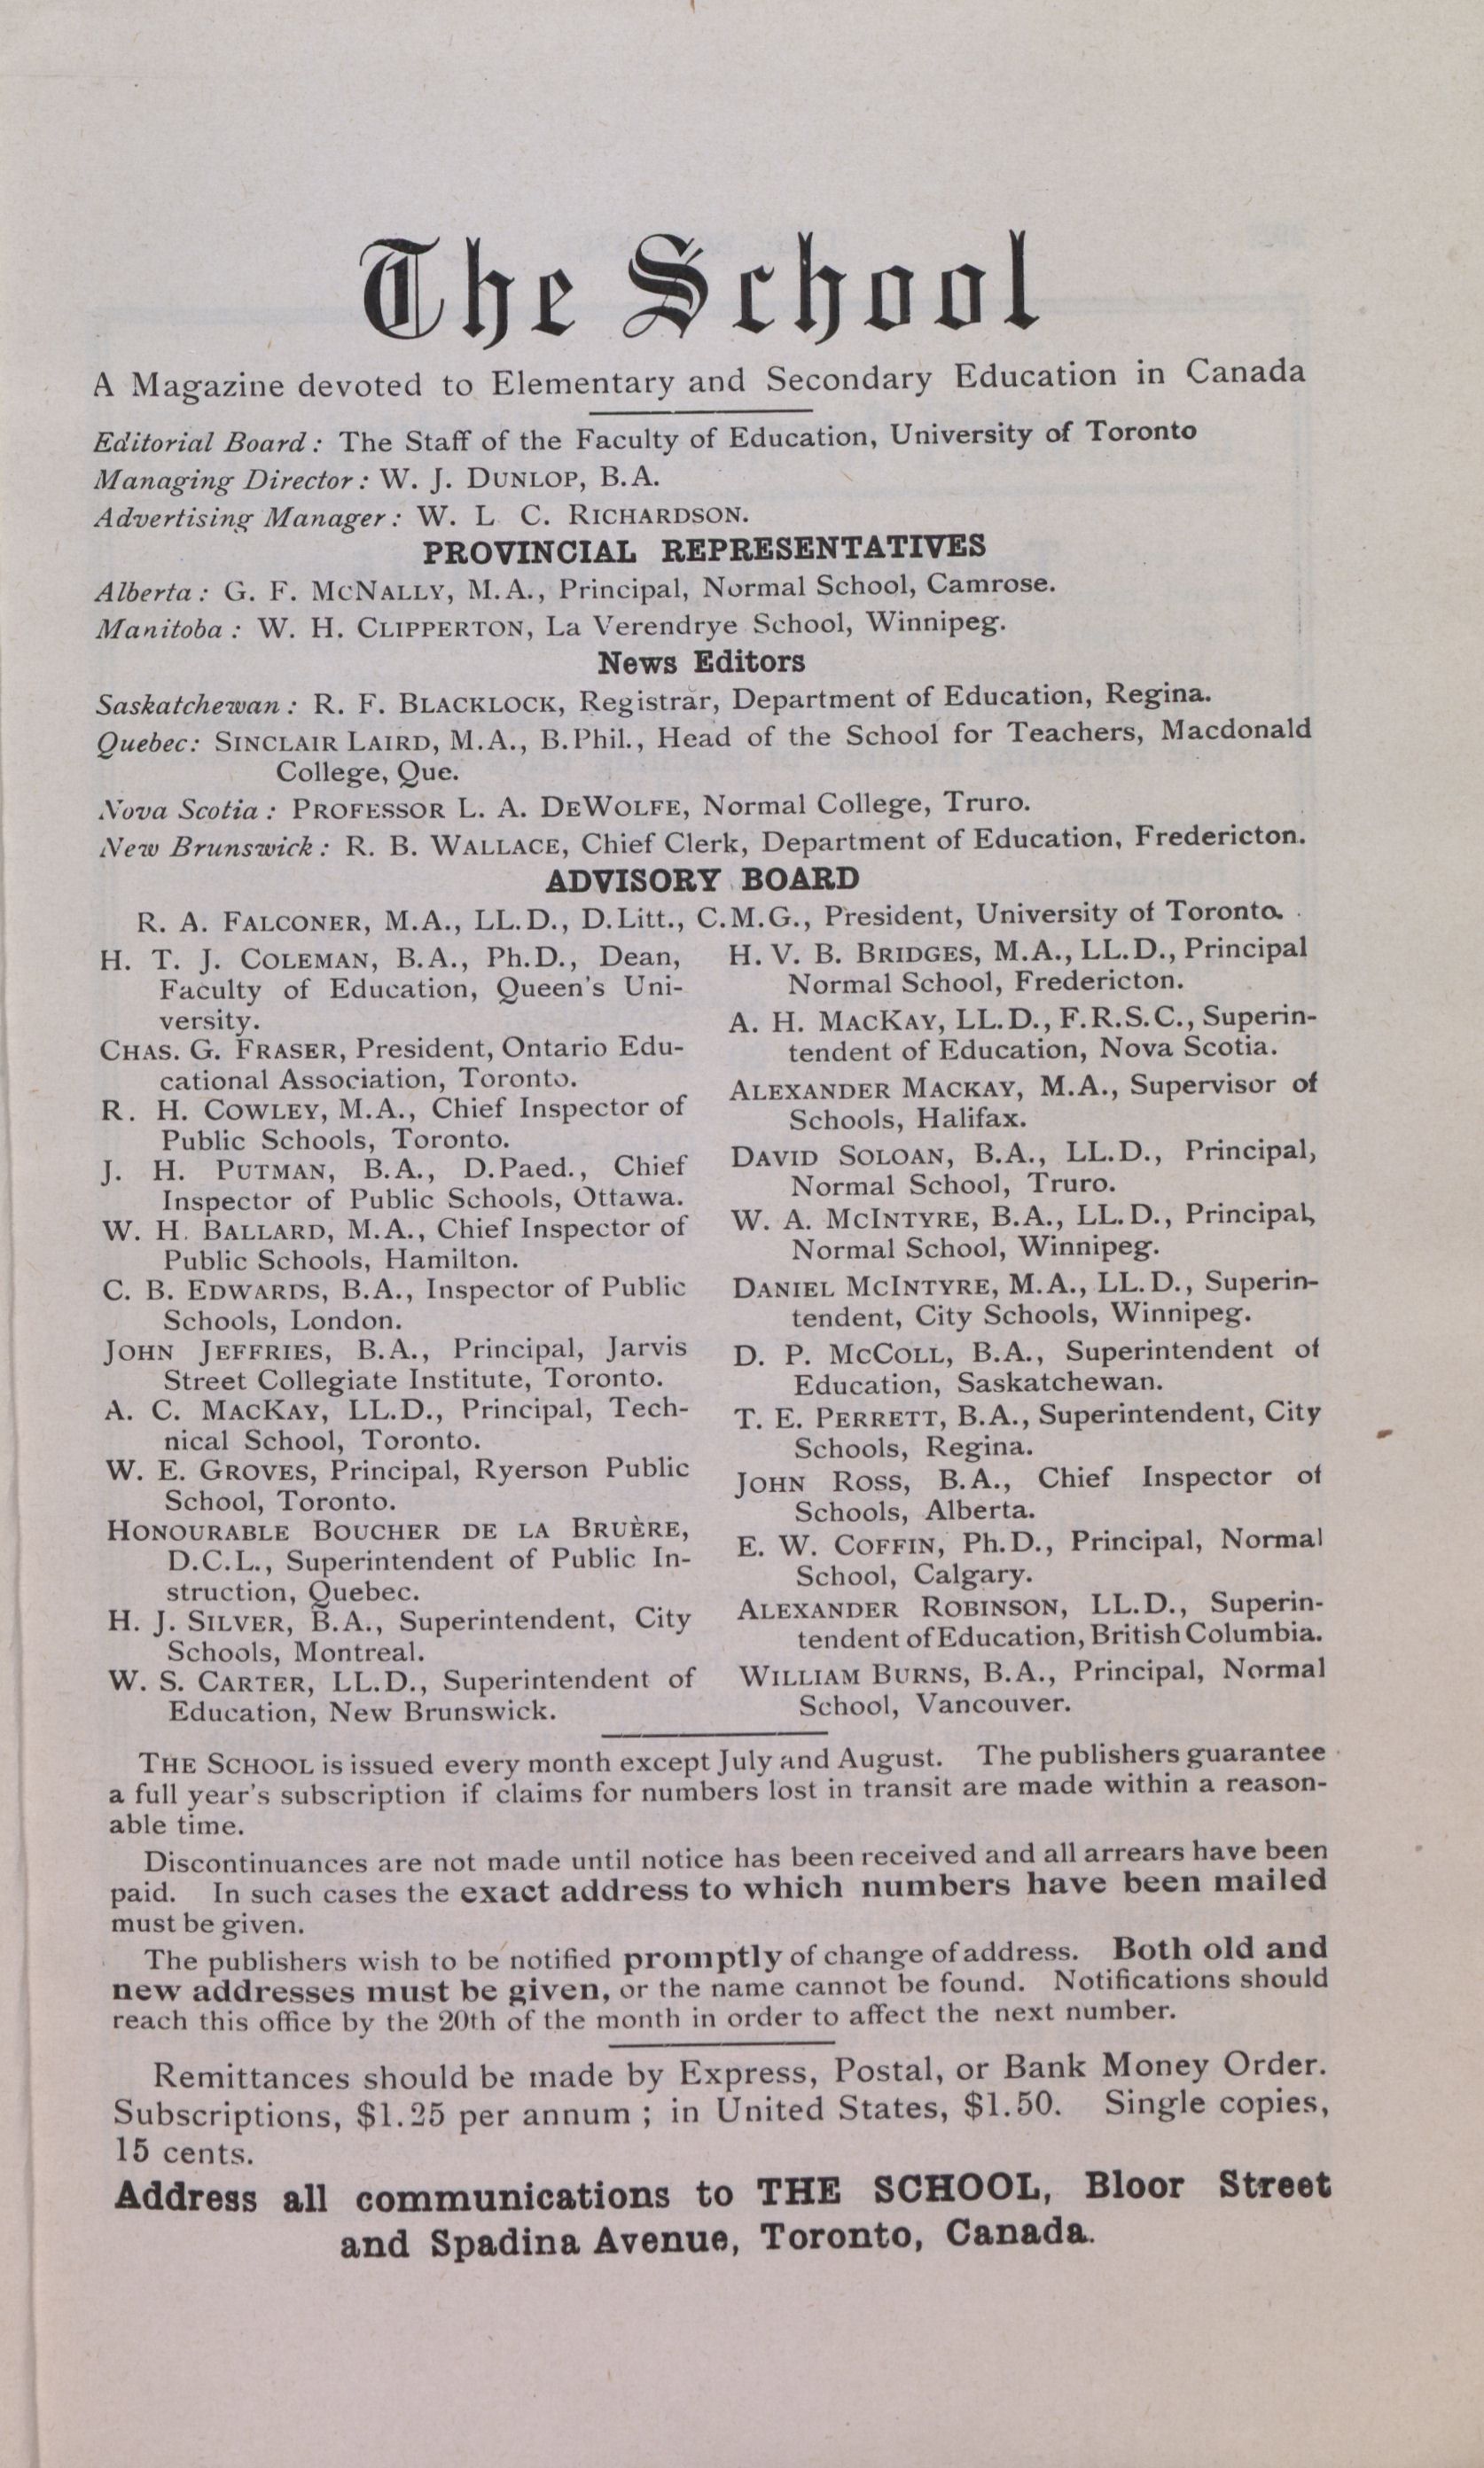 The School
A Magazine devoted to Elementary and Secondary Education in Canada
Editorial Board: The Staff of the Faculty of Education, University of Toronto
Managing Director: W. J. DUNLOP, B.A.
Advertising Manager: W. L. C. RICHARDSON.
PROVINCIAL REPRESENTATIVES
Alberta: G. F. MCNALLY, M.A., Principal, Normal School, Camrose.
Manitoba: W. H. CLIPPERTON, La Verendrye School, Winnipeg.
News Editors
Saskatchewan: R. F. BLACKLOCK, Registrar, Department of Education, Regina.
Quebec: SINCLAIR LAIRD, M.A., B.Phil., Head of the School for Teachers, Macdonald
College, Que.
Nova Scotia: PROFESSOR L. A. DEWOLFE, Normal College, Truro.
New Brunswick: R. B. WALLACE, Chief Clerk, Department of Education, Fredericton.
ADVISORY BOARD
R. A. FALCONER, M.A., LL.D., D.Litt., C.M.G., President, University of Toronto.
H. T. J. COLEMAN, B.A., Ph.D., Dean,
Faculty of Education, Queen's Uni-
versity.
CHAS. G. FRASER, President, Ontario Edu-
cational Association, Toronto.
R. H. COWLEY, M.A., Chief Inspector of
Public Schools, Toronto.
J. H. PUTMAN, B.A., D.Paed., Chief
Inspector of Public Schools, Ottawa.
W. H. BALLARD, M.A., Chief Inspector of
Public Schools, Hamilton.
C. B. EDWARDS, B.A., Inspector of Public
Schools, London.
JOHN JEFFRIES, B.A., Principal, Jarvis
Street Collegiate Institute, Toronto.
A. C. MACKAY, LL.D., Principal, Tech-
nical School, Toronto.
W. E. GROVES, Principal, Ryerson Public
School, Toronto.
HONOURABLE BOUCHER DE LA BRUÈRE,
D.C.L., Superintendent of Public In-
struction, Quebec.
H. J. SILVER, B.A., Superintendent, City
Schools, Montreal.
W. S. CARTER, LL.D., Superintendent of
Education, New Brunswick.
H. V. B. BRIDGES, M.A., LL.D., Principal
Normal School, Fredericton.
A. H. MACKAY, LL.D., F.R.S.C., Superin-
tendent of Education, Nova Scotia.
ALEXANDER MACKAY, M.A., Supervisor of
Schools, Halifax.
DAVID SOLOAN, B.A., LL.D., Principal,
Normal School, Truro.
W. A. MCINTYRE, B.A., LL.D., Principal,
Normal School, Winnipeg.
DANIEL MCINTYRE, M.A., LL.D., Superin-
tendent, City Schools, Winnipeg.
D. P. MCCOLL, B.A., Superintendent of
Education, Saskatchewan.
T. E. PERRETT, B.A., Superintendent, City
Schools, Regina.
JOHN ROSS, B.A., Chief Inspector of
Schools, Alberta.
E. W. COFFIN, Ph.D., Principal, Normal
School, Calgary.
ALEXANDER ROBINSON, LL.D., Superin-
tendent of Education, British Columbia.
WILLIAM BURNS, B.A., Principal, Normal
School, Vancouver.
THE SCHOOL is issued every month except July and August. The publishers guarantee
a full year's subscription if claims for numbers lost in transit are made within a reason-
able time.
Discontinuances are not made until notice has been received and all arrears have been
paid. In such cases the exact address to which numbers have been mailed
must be given.
The publishers wish to be notified promptly of change of address. Both old and
new addresses must be given, or the name cannot be found. Notifications should
reach this office by the 20th of the month in order to affect the next number.
Remittances should be made by Express, Postal, or Bank Money Order.
Subscriptions, $1.25 per annum; in United States, $1.50. Single copies,
15 cents.
Address all communications to THE SCHOOL, Bloor Street
and Spadina Avenue, Toronto, Canada.